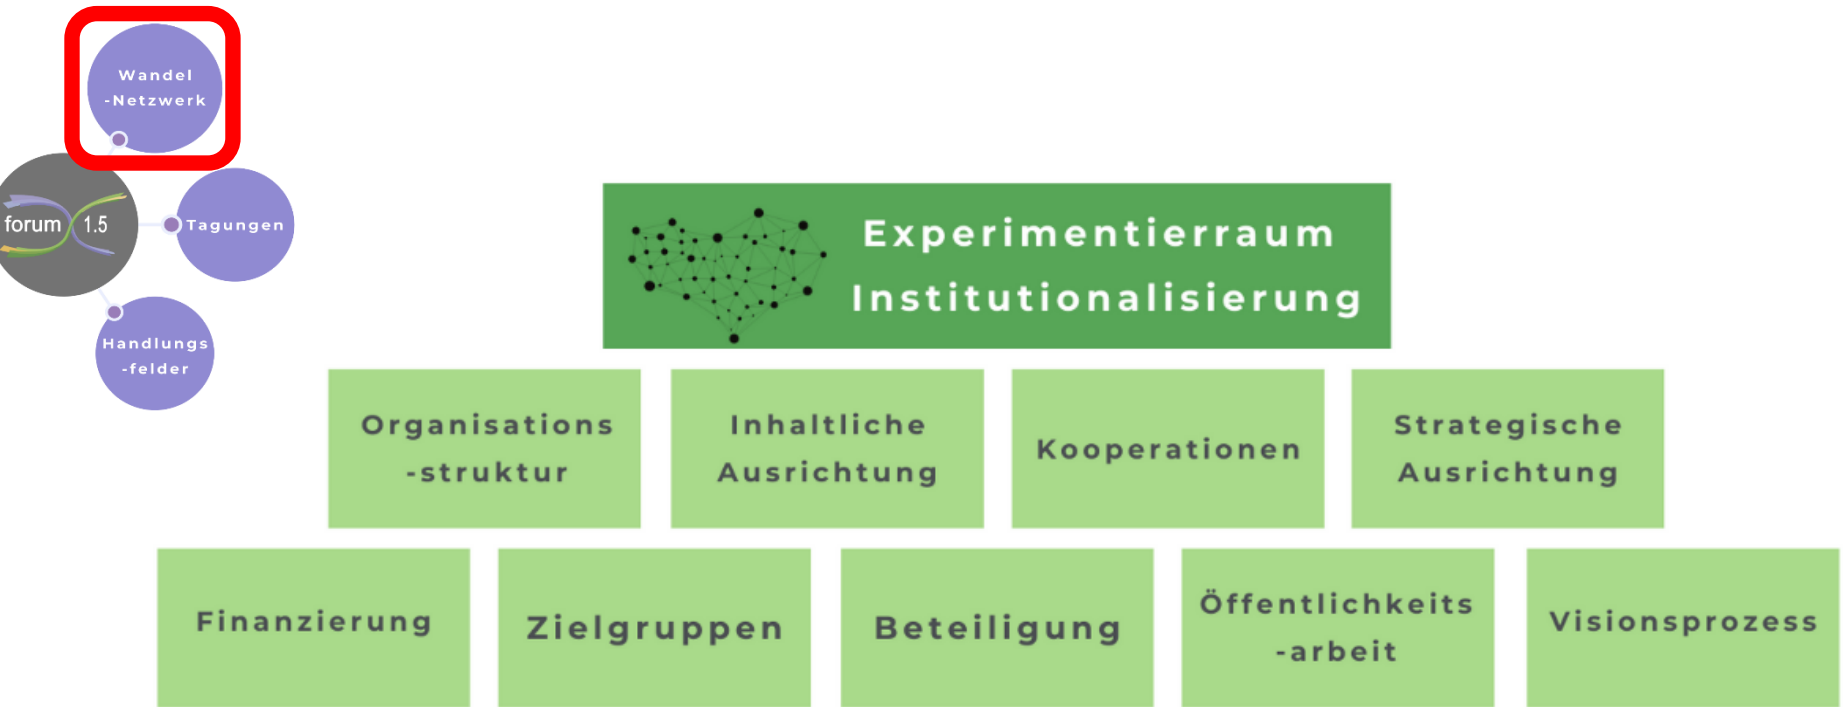 Wandel
-Netzwerk
forum 1.5
Tagungen
Handlungs
-felder
Experimentierraum
Institutionalisierung
Organisations
-struktur
Inhaltliche
Ausrichtung
Kooperationen
Strategische
Ausrichtung
Finanzierung
Zielgruppen
Beteiligung
Öffentlichkeits
-arbeit
Visionsprozess